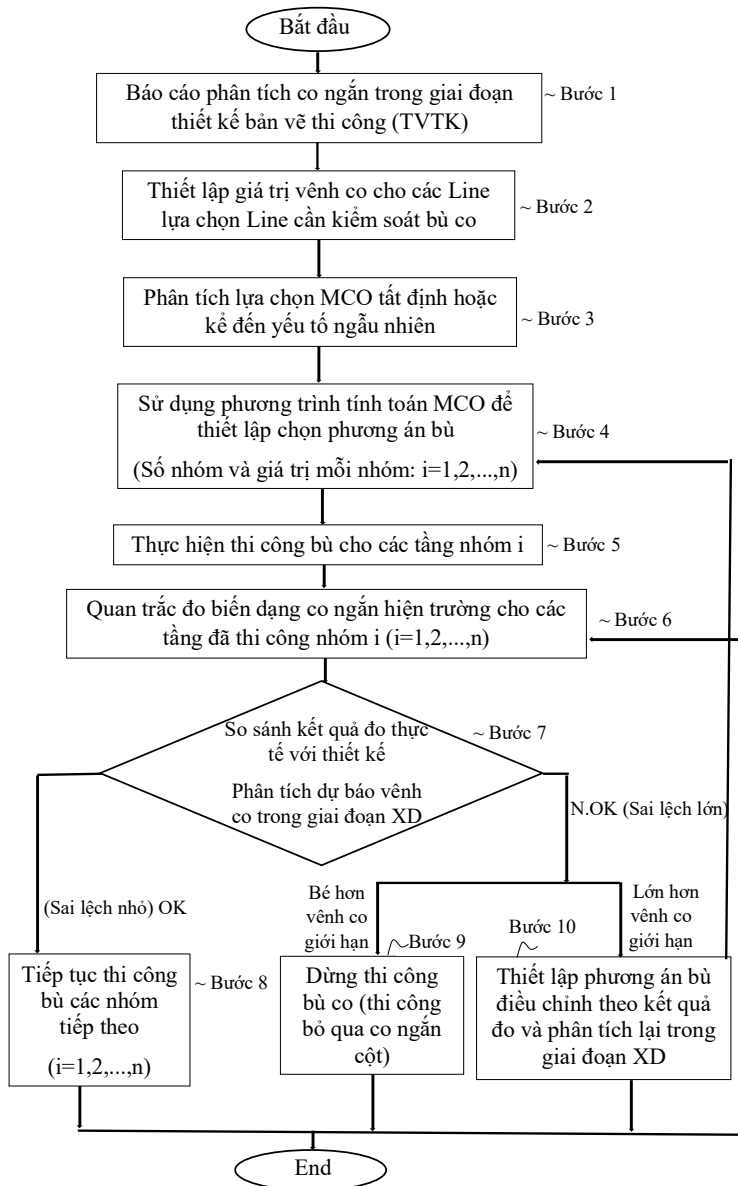 Bắt đầu
Báo cáo phân tích co ngắn trong giai đoạn
thiết kế bản vẽ thi công (TVTK)
~ Bước 1
Thiết lập giá trị vênh co cho các Line
lựa chọn Line cần kiểm soát bù co
~ Bước 2
Phân tích lựa chọn MCO tất định hoặc
kể đến yếu tố ngẫu nhiên
~ Bước 3
Sử dụng phương trình tính toán MCO để
thiết lập chọn phương án bù
(Số nhóm và giá trị mỗi nhóm: i=1,2,...,n)
~ Bước 4
Thực hiện thi công bù cho các tầng nhóm i
~ Bước 5
Quan trắc đo biến dạng co ngắn hiện trường cho các
tầng đã thi công nhóm i (i=1,2,...,n)
~ Bước 6
So sánh kết quả đo thực
tế với thiết kế
Phân tích dự báo vênh
co trong giai đoạn XD
~ Bước 7
N.OK (Sai lệch lớn)
(Sai lệch nhỏ) OK
Bé hơn
vênh co
giới hạn
Lớn hơn
vênh co
giới hạn
Tiếp tục thi công
bù các nhóm
tiếp theo
(i=1,2,...,n)
~ Bước 8
Bước 9
Dừng thi công
bù co (thi công
bỏ qua co ngắn
cột)
Bước 10
Thiết lập phương án bù
điều chỉnh theo kết quả
đo và phân tích lại trong
giai đoạn XD
End